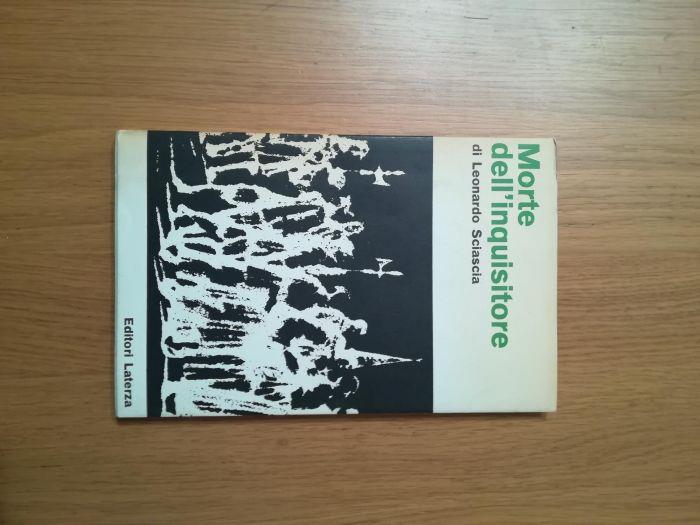 Morte
dell'inquisitore
di Leonardo Sciascia
Editori Laterza